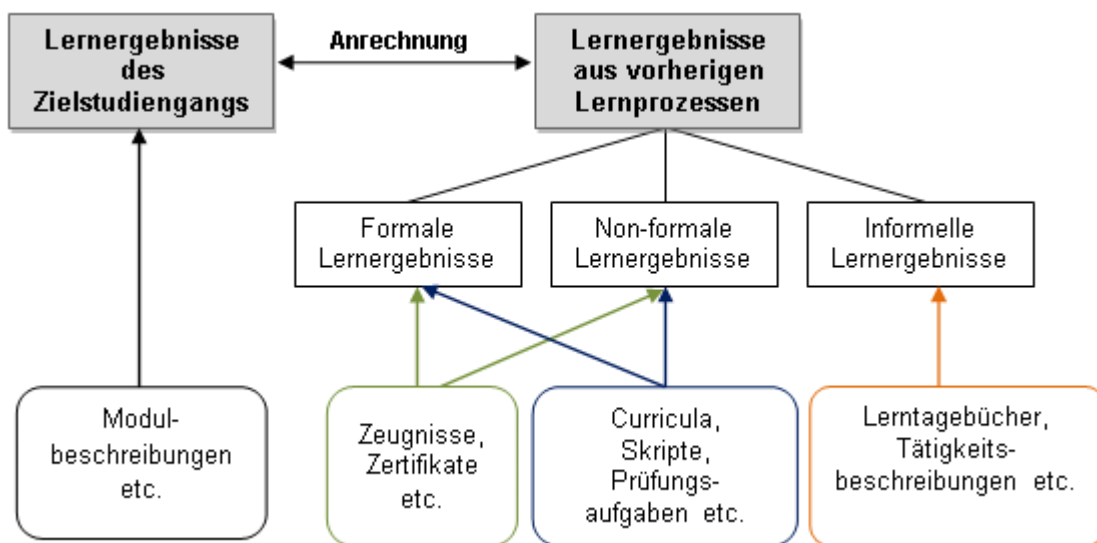 Lernergebnisse
des
Zielstudiengangs
Anrechnung
Lernergebnisse
aus vorherigen
Lernprozessen
Formale
Lernergebnisse
Non-formale
Lernergebnisse
Informelle
Lernergebnisse
Modul-
beschreibungen
etc.
Zeugnisse,
Zertifikate
etc.
Curricula,
Skripte,
Prüfungs-
aufgaben etc.
Lerntagebücher,
Tätigkeits-
beschreibungen etc.